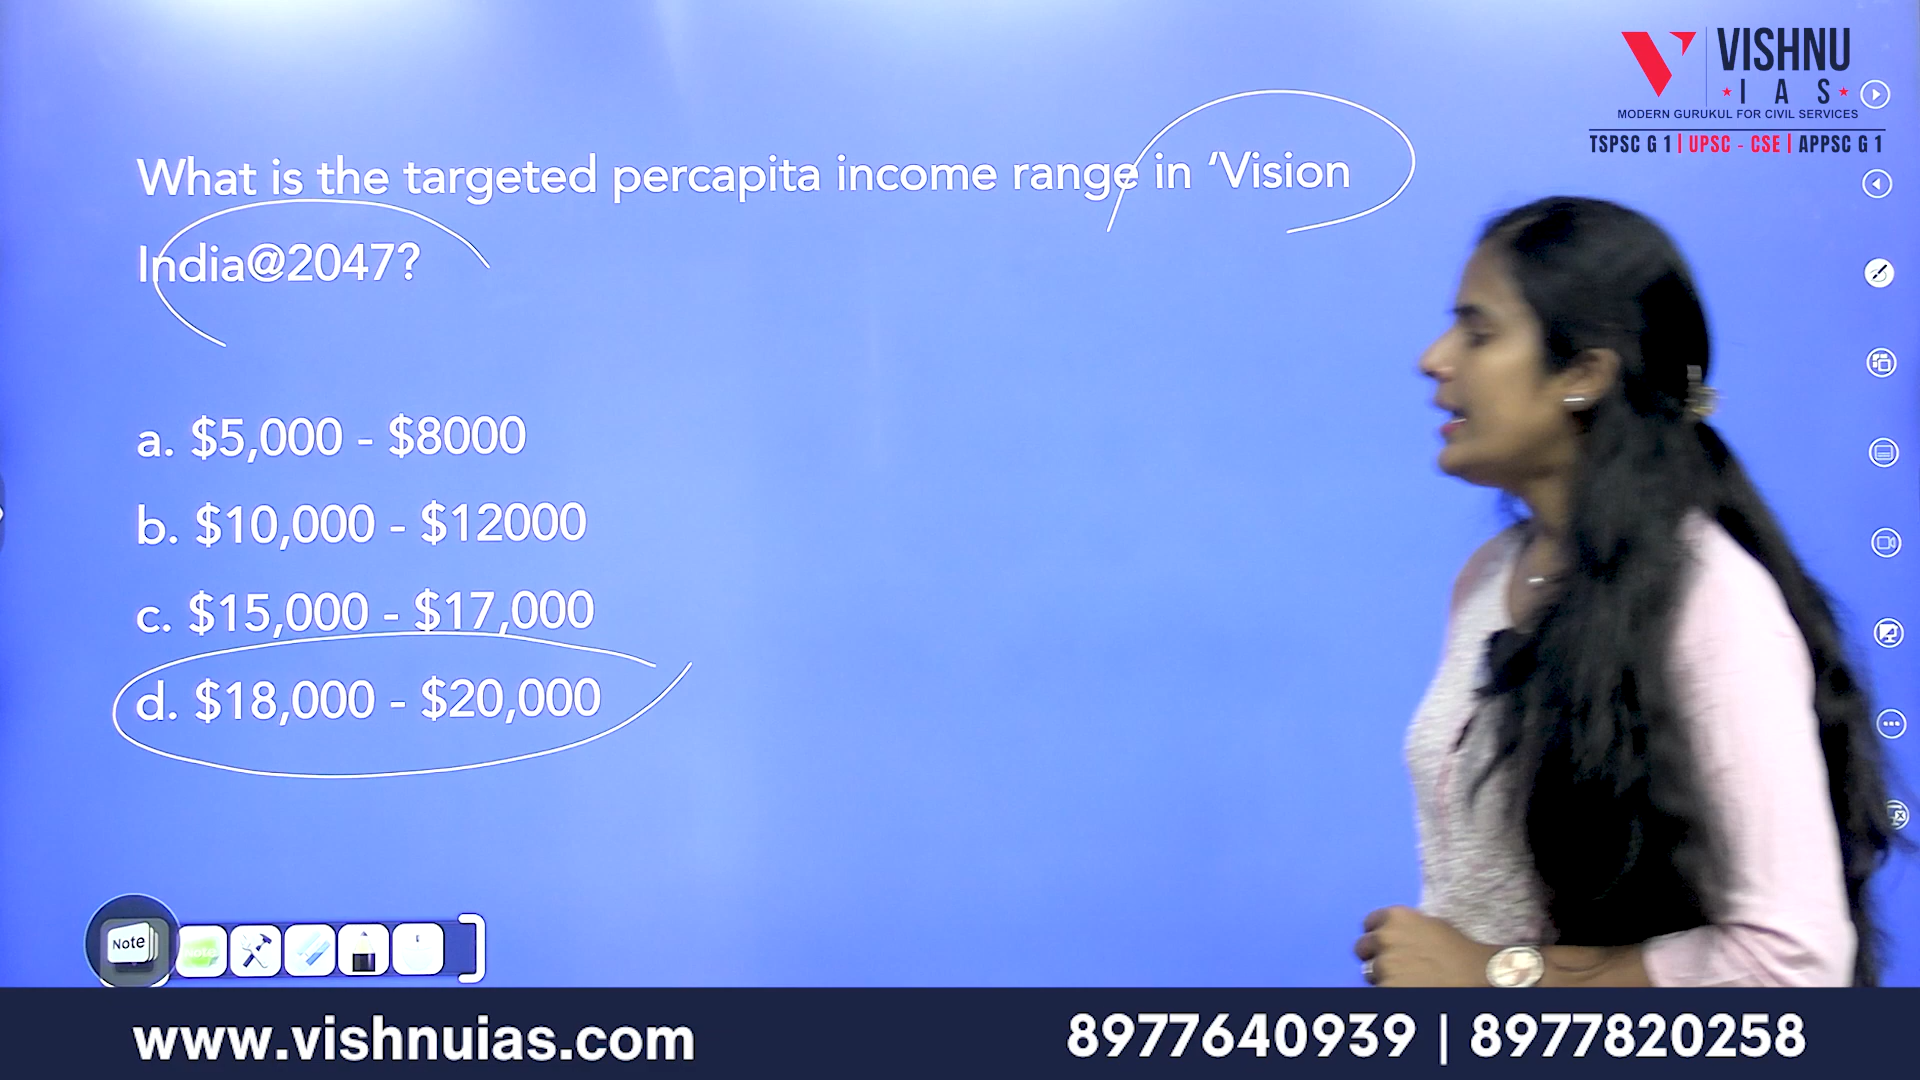 VISHNU
IAS
MODERN GURUKUL FOR CIVIL SERVICES
TSPSC G 1 | UPSC - CSE | APPSC G 1
What is the targeted percapita income range in ‘Vision
India@2047?
a. $5,000 - $8000
b. $10,000 - $12000
c. $15,000 - $17,000
d. $18,000 - $20,000
Note
www.vishnuias.com
8977640939 | 8977820258